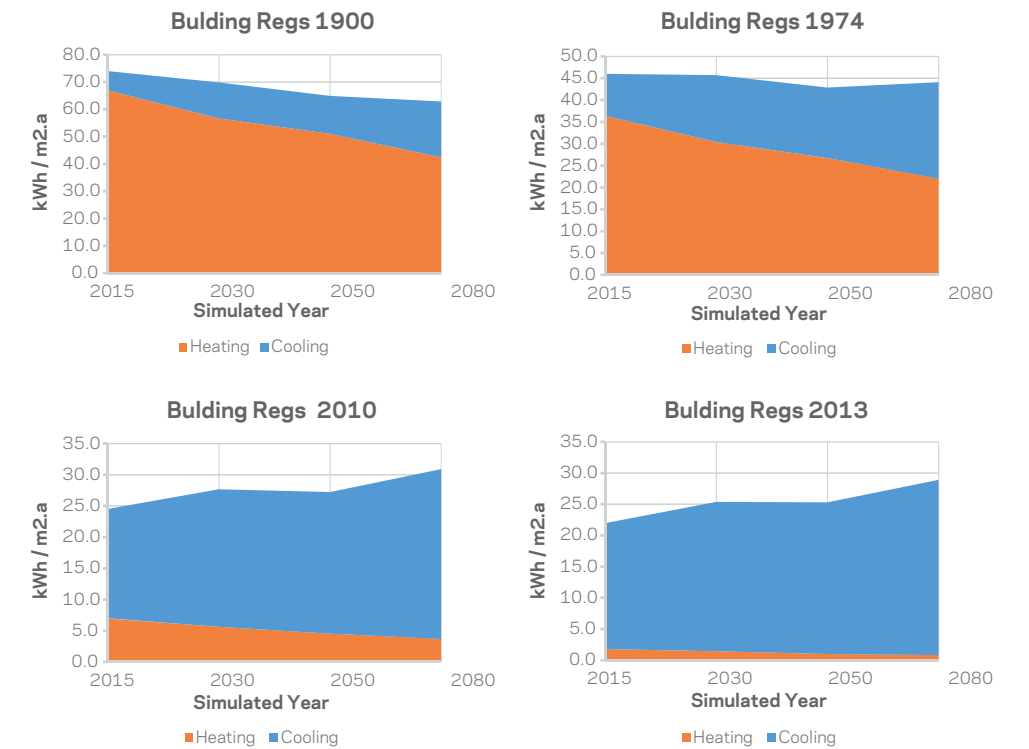 Bulding Regs 1900
80.0
70.0
60.0
50.0
40.0
30.0
20.0
10.0
0.0
kWh / m2.a
2015 2030 2050 2080
Simulated Year
Heating Cooling
Bulding Regs 1974
50.0
45.0
40.0
35.0
30.0
25.0
20.0
15.0
10.0
5.0
0.0
kWh / m2.a
2015 2030 2050 2080
Simulated Year
Heating Cooling
Bulding Regs 2010
35.0
30.0
25.0
20.0
15.0
10.0
5.0
0.0
kWh / m2.a
2015 2030 2050 2080
Simulated Year
Heating Cooling
Bulding Regs 2013
35.0
30.0
25.0
20.0
15.0
10.0
5.0
0.0
kWh / m2.a
2015 2030 2050 2080
Simulated Year
Heating Cooling